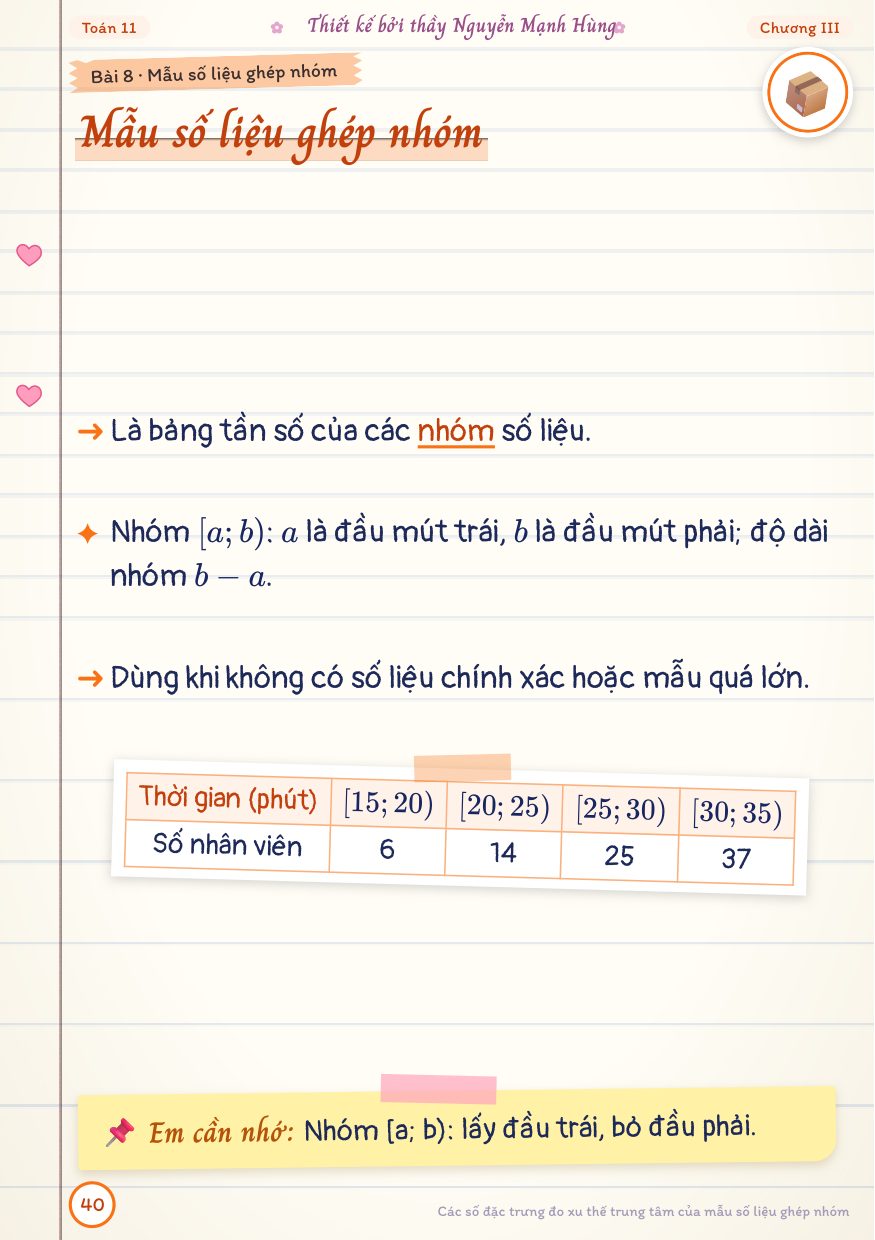 Toán 11
Thiết kế bởi thầy Nguyễn Mạnh Hùng
Chương III
Bài 8 · Mẫu số liệu ghép nhóm
Mẫu số liệu ghép nhóm
→ Là bảng tần số của các nhóm số liệu.
Nhóm [a; b): a là đầu mút trái, b là đầu mút phải; độ dài
nhóm b − a.
→ Dùng khi không có số liệu chính xác hoặc mẫu quá lớn.
Thời gian (phút) [15; 20) [20; 25) [25; 30) [30; 35)
Số nhân viên 6 14 25 37
Em cần nhớ: Nhóm [a; b): lấy đầu trái, bỏ đầu phải.
40
Các số đặc trưng đo xu thế trung tâm của mẫu số liệu ghép nhóm